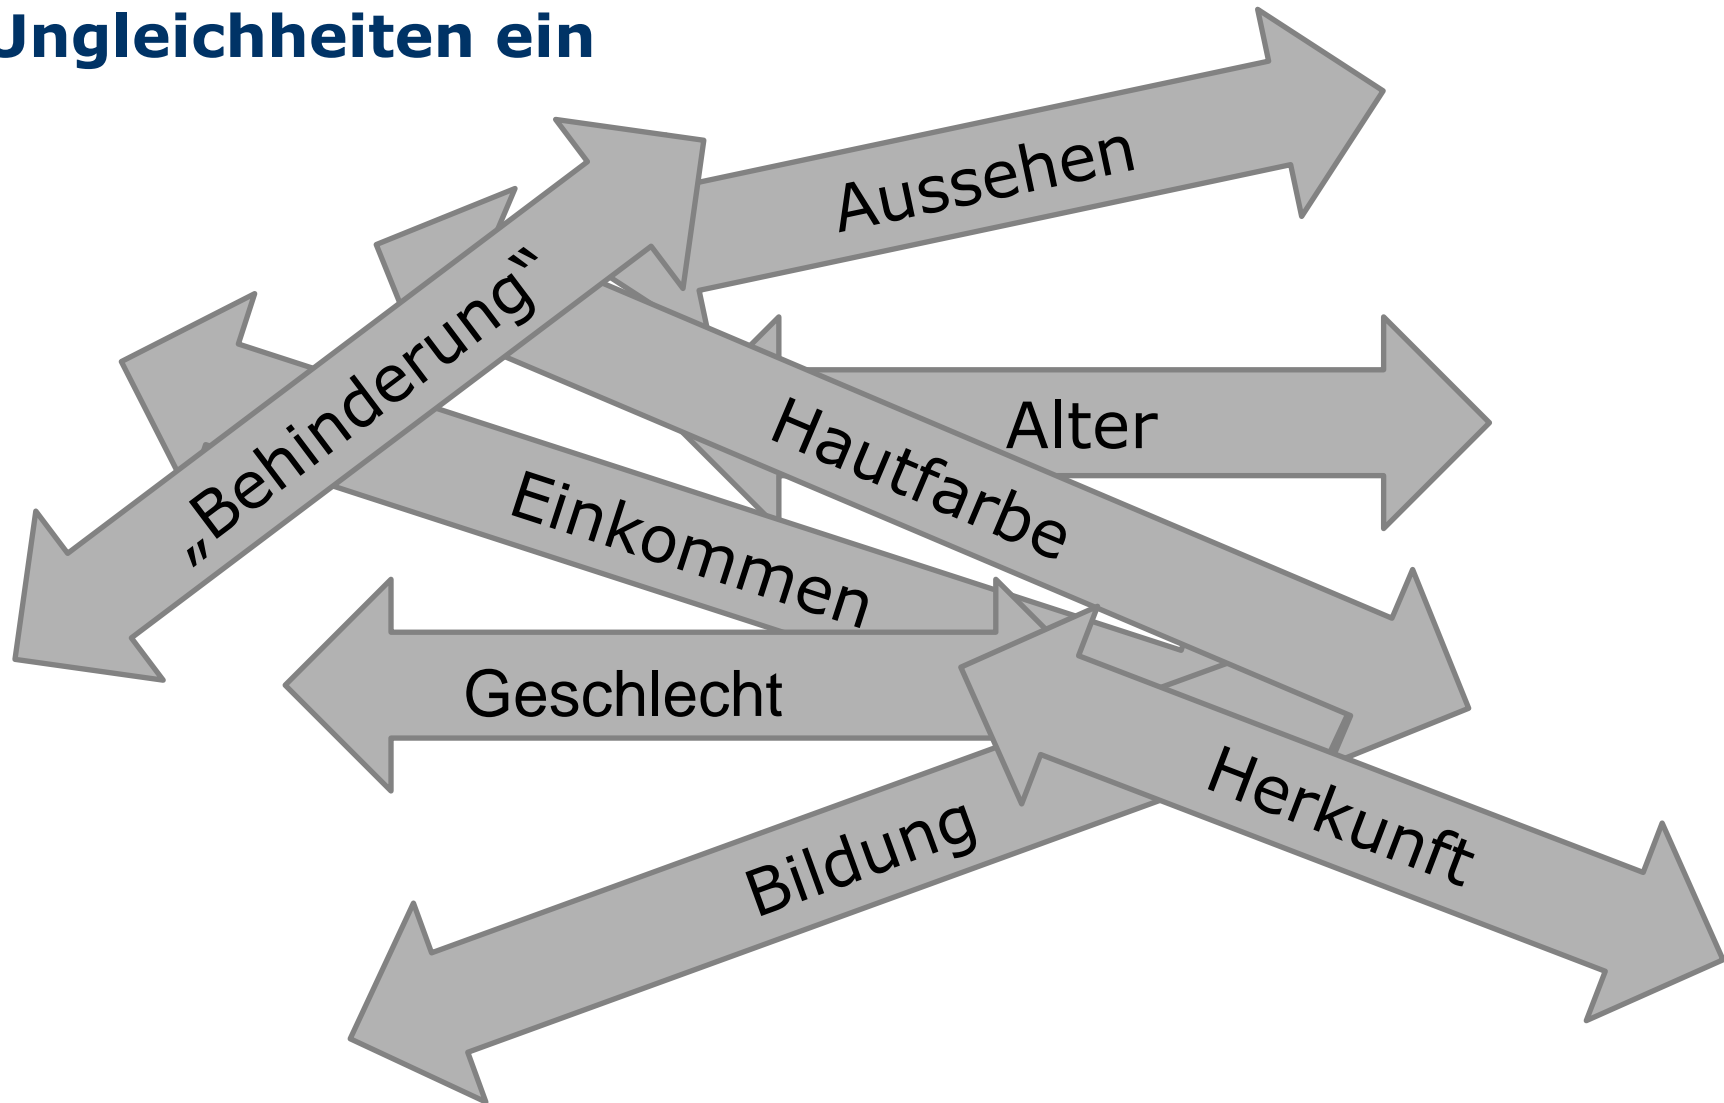 Ungleichheiten ein
Aussehen
„Behinderung“
Alter
Hautfarbe
Einkommen
Geschlecht
Herkunft
Bildung